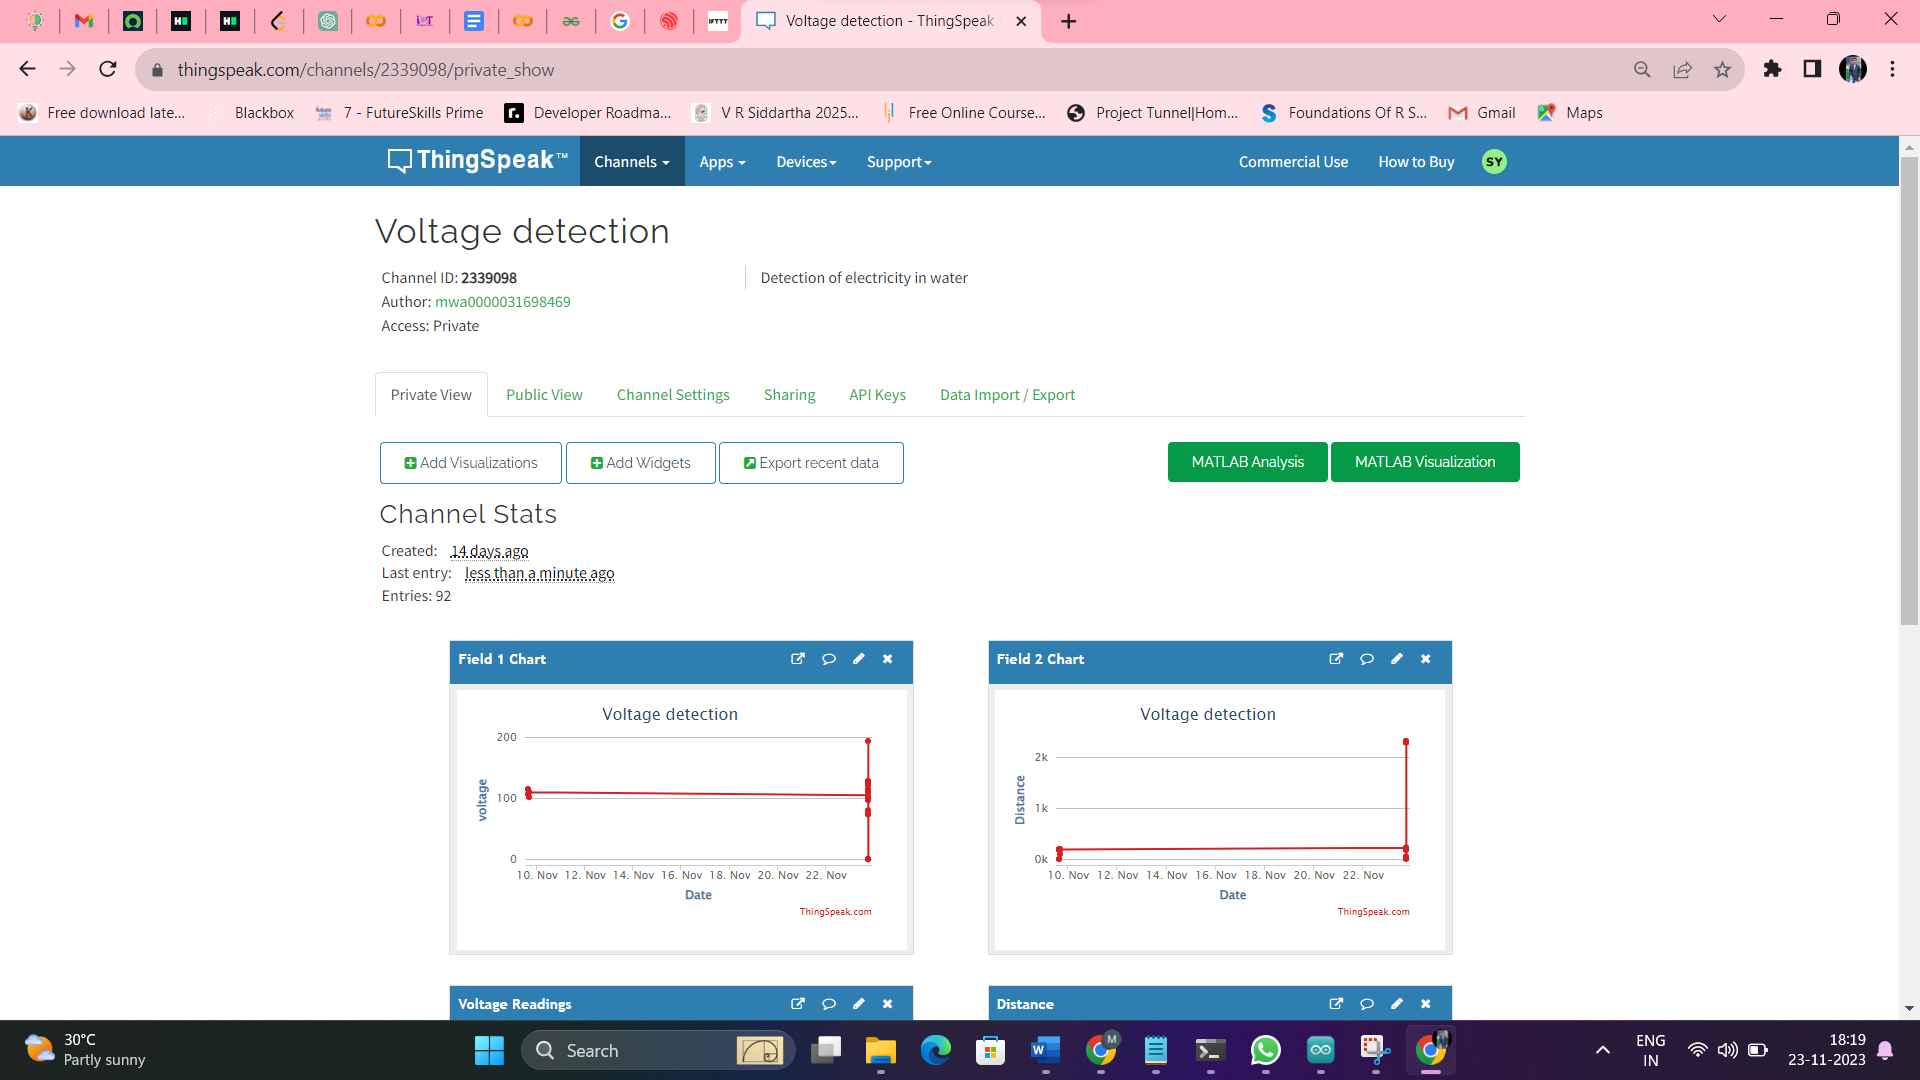 Voltage detection - ThingSpeak
IFTTT
thingspeak.com/channels/2339098/private_show
Free download late...
Blackbox
7 - FutureSkills Prime
Developer Roadma...
V R Siddartha 2025...
Free Online Course...
Project Tunnel|Hom...
Foundations Of R S...
Gmail
Maps
ThingSpeak™
Channels
Apps
Devices
Support
Commercial Use
How to Buy
SY
Voltage detection
Channel ID: 2339098
Author: mwa0000031698469
Access: Private
Detection of electricity in water
Private View
Public View
Channel Settings
Sharing
API Keys
Data Import / Export
Add Visualizations
Add Widgets
Export recent data
MATLAB Analysis
MATLAB Visualization
Channel Stats
Created: 14 days ago
Last entry: less than a minute ago
Entries: 92
Field 1 Chart
Voltage detection
200
100
0
voltage
10. Nov 12. Nov 14. Nov 16. Nov 18. Nov 20. Nov 22. Nov
Date
ThingSpeak.com
Field 2 Chart
Voltage detection
2k
1k
0k
Distance
10. Nov 12. Nov 14. Nov 16. Nov 18. Nov 20. Nov 22. Nov
Date
ThingSpeak.com
Voltage Readings
Distance
30°C
Partly sunny
Search
M
ENG
IN
18:19
23-11-2023